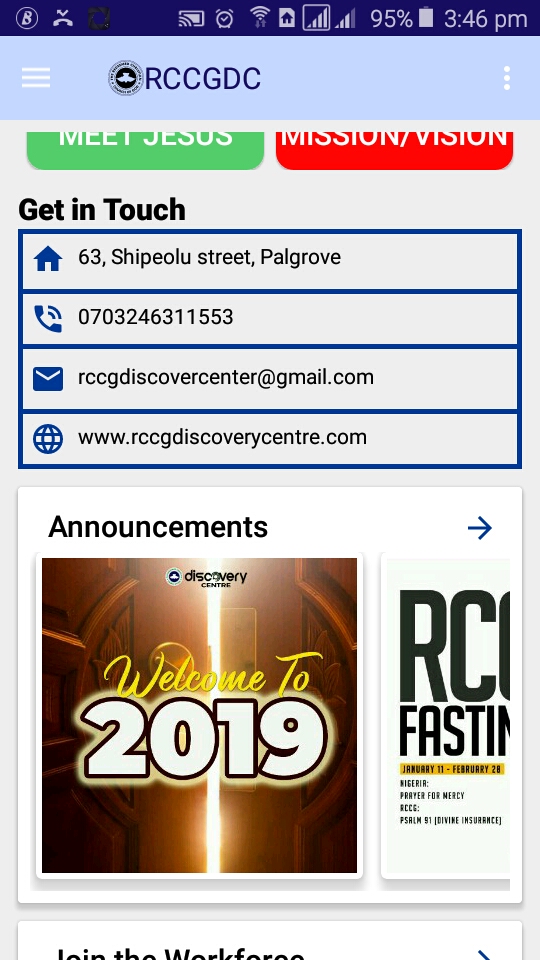 95% 3:46 pm
RCCGDC
MEET JESUS
MISSION/VISION
Get in Touch
63, Shipeolu street, Palgrove
0703246311553
rccgdiscovercenter@gmail.com
www.rccgdiscoverycentre.com
Announcements
discovery
CENTRE
Welcome To
2019
RCC
FASTIN
JANUARY 11 - FEBRUARY 28
NIGERIA:
PRAYER FOR MERCY
RCCG:
PSALM 91 (DIVINE INSURANCE)
Join the Workforce